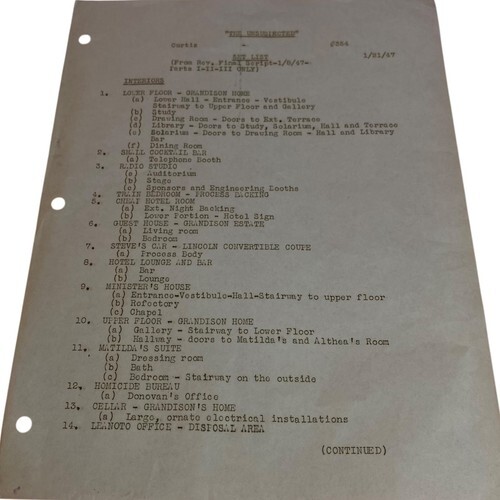 "THE UNSUSPECTED"
Curtiz - #884
SET LIST 1/21/47
(From Rev. Final Script-1/8/47-
Parts I-II-III ONLY)
INTERIORS
1. LOWER FLOOR - GRANDISON HOME
(a) Lower Hall - Entrance - Vestibule
Stairway to Upper Floor and Gallery
(b) Study
(c) Drawing Room - Doors to Ext. Terrace
(d) Library - Doors to Study, Solarium, Hall and Terrace
(e) Solarium - Doors to Drawing Room - Hall and Library
Bar
(f) Dining Room
2. SMALL COCKTAIL BAR
(a) Telephone Booth
3. RADIO STUDIO
(a) Auditorium
(b) Stage
(c) Sponsors and Engineering Booths
4. TRAIN BEDROOM - PROCESS BACKING
5. CHEAP HOTEL ROOM
(a) Ext. Night Backing
(b) Lower Portion - Hotel Sign
6. GUEST HOUSE - GRANDISON ESTATE
(a) Living room
(b) Bedroom
7. STEVE'S CAR - LINCOLN CONVERTIBLE COUPE
(a) Process Body
8. HOTEL LOUNGE AND BAR
(a) Bar
(b) Lounge
9. MINISTER'S HOUSE
(a) Entrance-Vestibule-Hall-Stairway to upper floor
(b) Refectory
(c) Chapel
10. UPPER FLOOR - GRANDISON HOME
(a) Gallery - Stairway to Lower Floor
(b) Hallway - doors to Matilda's and Althea's Room
11. MATILDA'S SUITE
(a) Dressing room
(b) Bath
(c) Bedroom - Stairway on the outside
12. HOMICIDE BUREAU
(a) Donovan's Office
13. CELLAR - GRANDISON'S HOME
(a) Large, ornate electrical installations
14. LEANOTO OFFICE - DISPOSAL AREA
(CONTINUED)